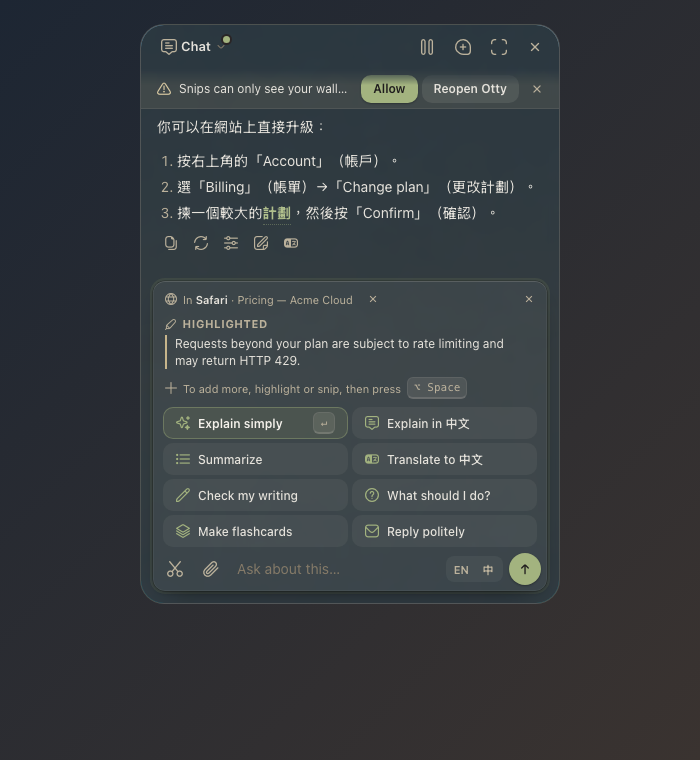 Chat
Snips can only see your wall...
Allow
Reopen Otty
你可以在網站上直接升級：
1. 按右上角的「Account」（帳戶）。
2. 選「Billing」（帳單）→「Change plan」（更改計劃）。
3. 揀一個較大的計劃，然後按「Confirm」（確認）。
In Safari · Pricing — Acme Cloud
HIGHLIGHTED
Requests beyond your plan are subject to rate limiting and
may return HTTP 429.
To add more, highlight or snip, then press ⌥ Space
Explain simply ↵
Explain in 中文
Summarize
Translate to 中文
Check my writing
What should I do?
Make flashcards
Reply politely
Ask about this...
EN 中